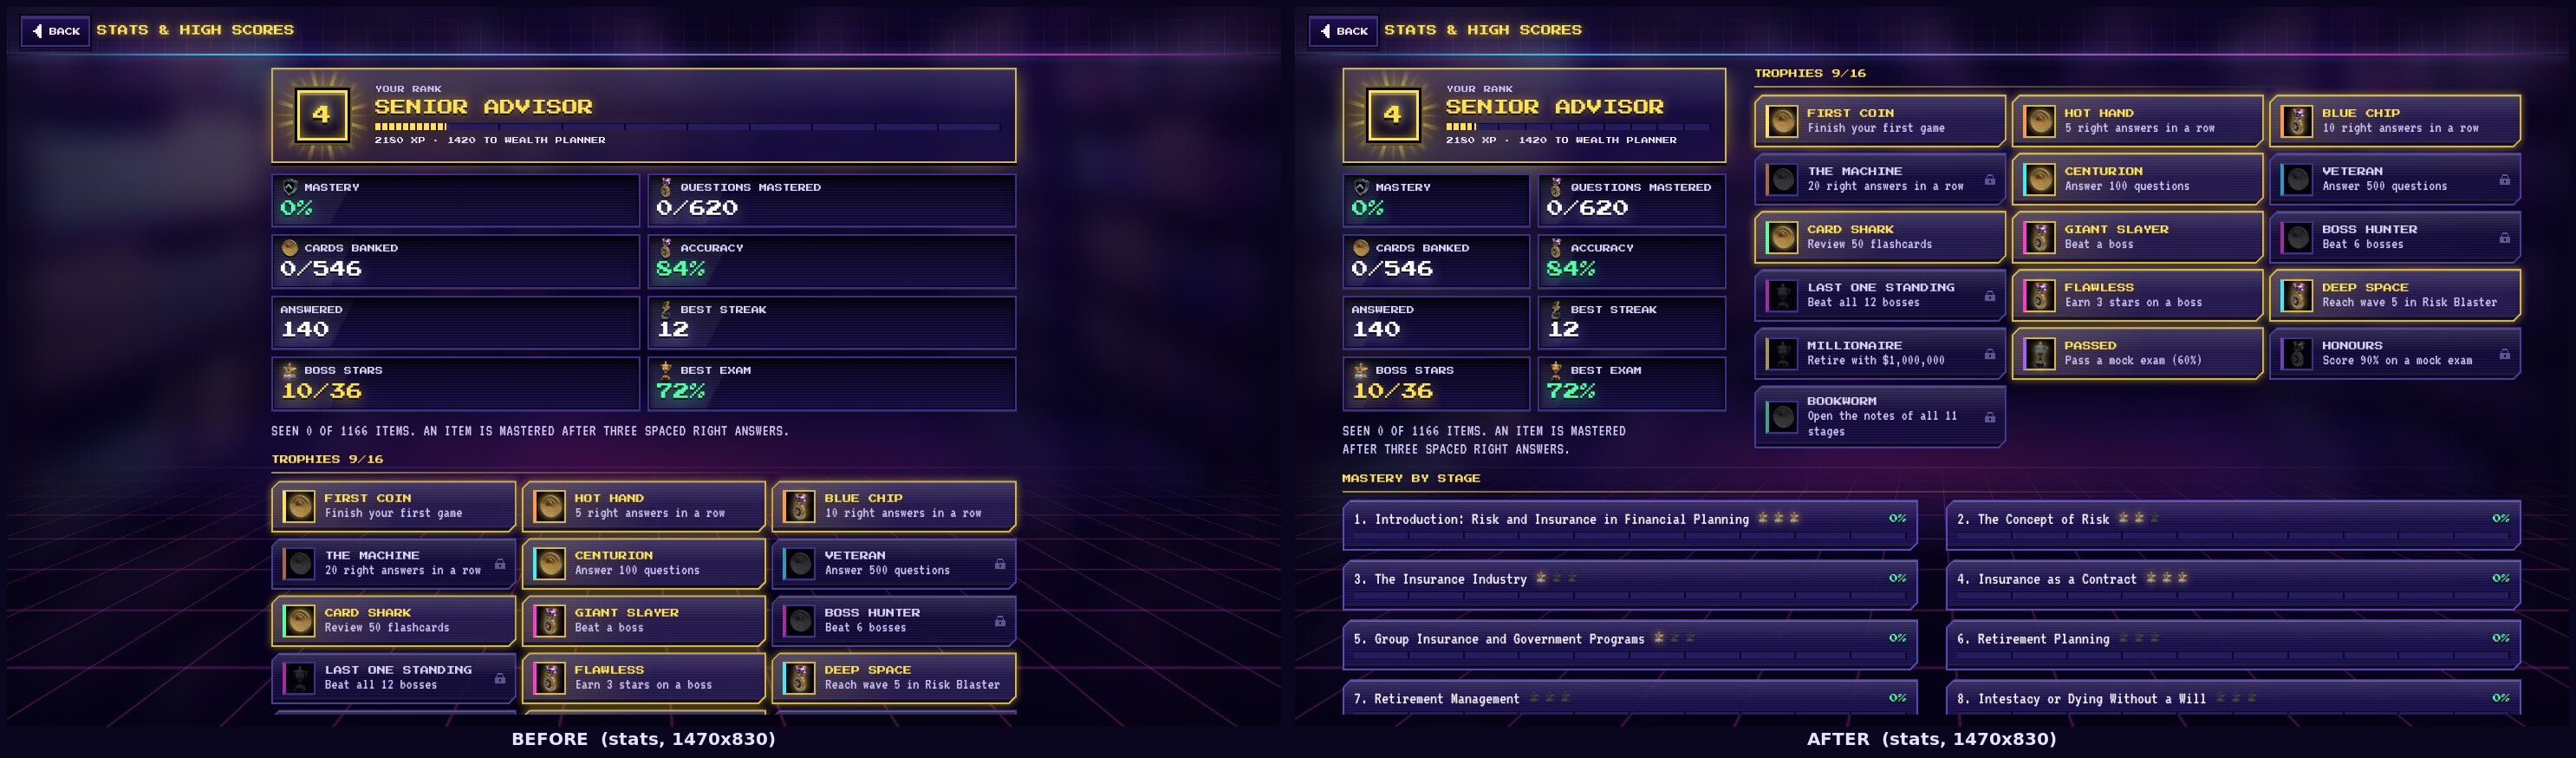 BACK
STATS & HIGH SCORES
4
YOUR RANK
SENIOR ADVISOR
2180 XP · 1420 TO WEALTH PLANNER
MASTERY
0%
QUESTIONS MASTERED
0/620
CARDS BANKED
0/546
ACCURACY
84%
ANSWERED
140
BEST STREAK
12
BOSS STARS
10/36
BEST EXAM
72%
SEEN 0 OF 1166 ITEMS. AN ITEM IS MASTERED AFTER THREE SPACED RIGHT ANSWERS.
TROPHIES 9/16
FIRST COIN
Finish your first game
HOT HAND
5 right answers in a row
BLUE CHIP
10 right answers in a row
THE MACHINE
20 right answers in a row
CENTURION
Answer 100 questions
VETERAN
Answer 500 questions
CARD SHARK
Review 50 flashcards
GIANT SLAYER
Beat a boss
BOSS HUNTER
Beat 6 bosses
LAST ONE STANDING
Beat all 12 bosses
FLAWLESS
Earn 3 stars on a boss
DEEP SPACE
Reach wave 5 in Risk Blaster
BEFORE (stats, 1470x830)
BACK
STATS & HIGH SCORES
4
YOUR RANK
SENIOR ADVISOR
2180 XP · 1420 TO WEALTH PLANNER
MASTERY
0%
QUESTIONS MASTERED
0/620
CARDS BANKED
0/546
ACCURACY
84%
ANSWERED
140
BEST STREAK
12
BOSS STARS
10/36
BEST EXAM
72%
SEEN 0 OF 1166 ITEMS. AN ITEM IS MASTERED
AFTER THREE SPACED RIGHT ANSWERS.
TROPHIES 9/16
FIRST COIN
Finish your first game
HOT HAND
5 right answers in a row
BLUE CHIP
10 right answers in a row
THE MACHINE
20 right answers in a row
CENTURION
Answer 100 questions
VETERAN
Answer 500 questions
CARD SHARK
Review 50 flashcards
GIANT SLAYER
Beat a boss
BOSS HUNTER
Beat 6 bosses
LAST ONE STANDING
Beat all 12 bosses
FLAWLESS
Earn 3 stars on a boss
DEEP SPACE
Reach wave 5 in Risk Blaster
MILLIONAIRE
Retire with $1,000,000
PASSED
Pass a mock exam (60%)
HONOURS
Score 90% on a mock exam
BOOKWORM
Open the notes of all 11
stages
MASTERY BY STAGE
1. Introduction: Risk and Insurance in Financial Planning 0%
2. The Concept of Risk 0%
3. The Insurance Industry 0%
4. Insurance as a Contract 0%
5. Group Insurance and Government Programs 0%
6. Retirement Planning 0%
7. Retirement Management 0%
8. Intestacy or Dying Without a Will 0%
AFTER (stats, 1470x830)